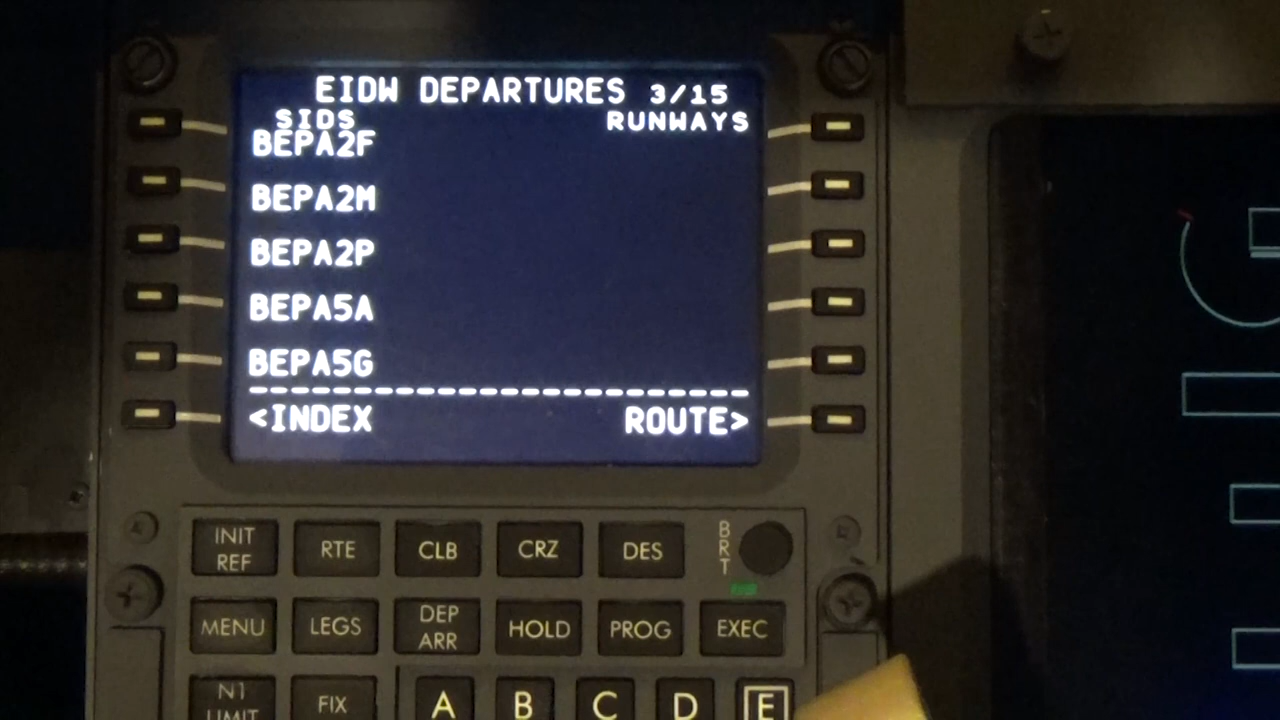 EIDW DEPARTURES 3/15
SIDS RUNWAYS
BEPA2F
BEPA2M
BEPA2P
BEPA5A
BEPA5G
--------------------------
<INDEX ROUTE>
INIT REF RTE CLB CRZ DES BRT
MENU LEGS DEP ARR HOLD PROG EXEC
N1 LIMIT FIX A B C D E